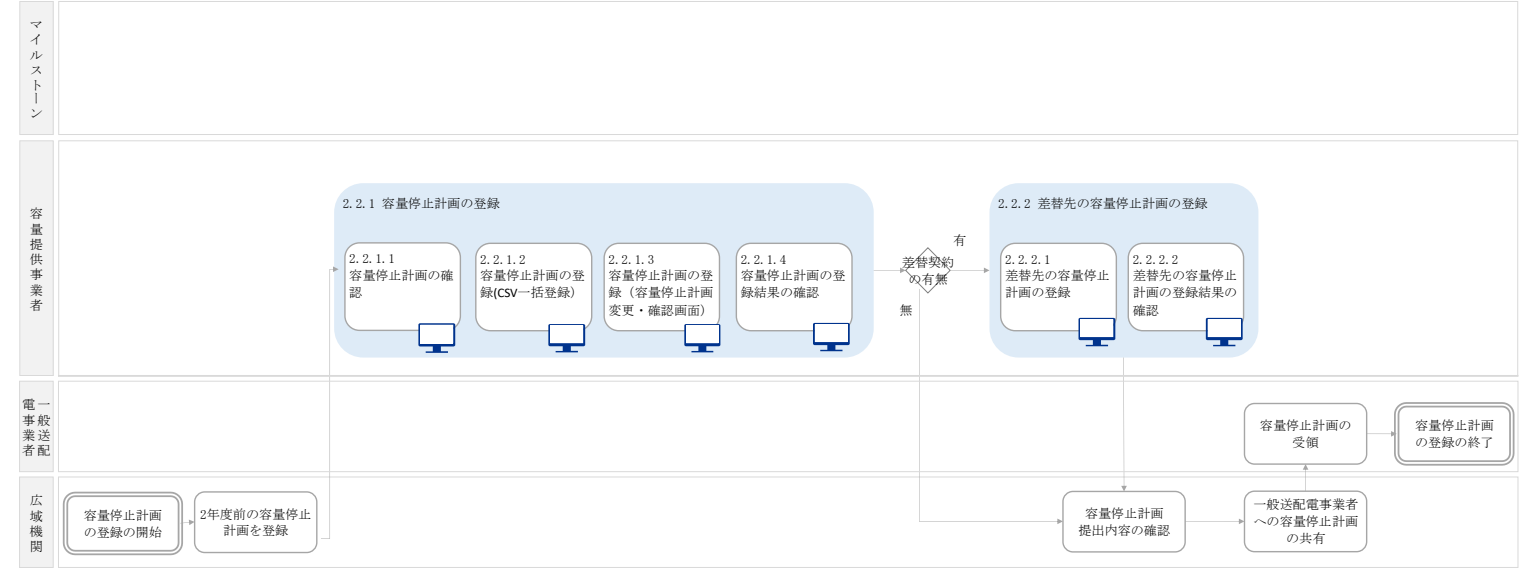 マイルストーン
容量提供事業者
2.2.1 容量停止計画の登録
2.2.1.1
容量停止計画の確
認
2.2.1.2
容量停止計画の登
録(CSV一括登録)
2.2.1.3
容量停止計画の登
録（容量停止計画
変更・確認画面）
2.2.1.4
容量停止計画の登
録結果の確認
差替契約
の有無
有
無
2.2.2 差替先の容量停止計画の登録
2.2.2.1
差替先の容量停止
計画の登録
2.2.2.2
差替先の容量停止
計画の登録結果の
確認
一般送配
電事業者
容量停止計画の
受領
容量停止計画
の登録の終了
広域機関
容量停止計画
の登録の開始
2年度前の容量停止
計画を登録
容量停止計画
提出内容の確認
一般送配電事業者
への容量停止計画
の共有